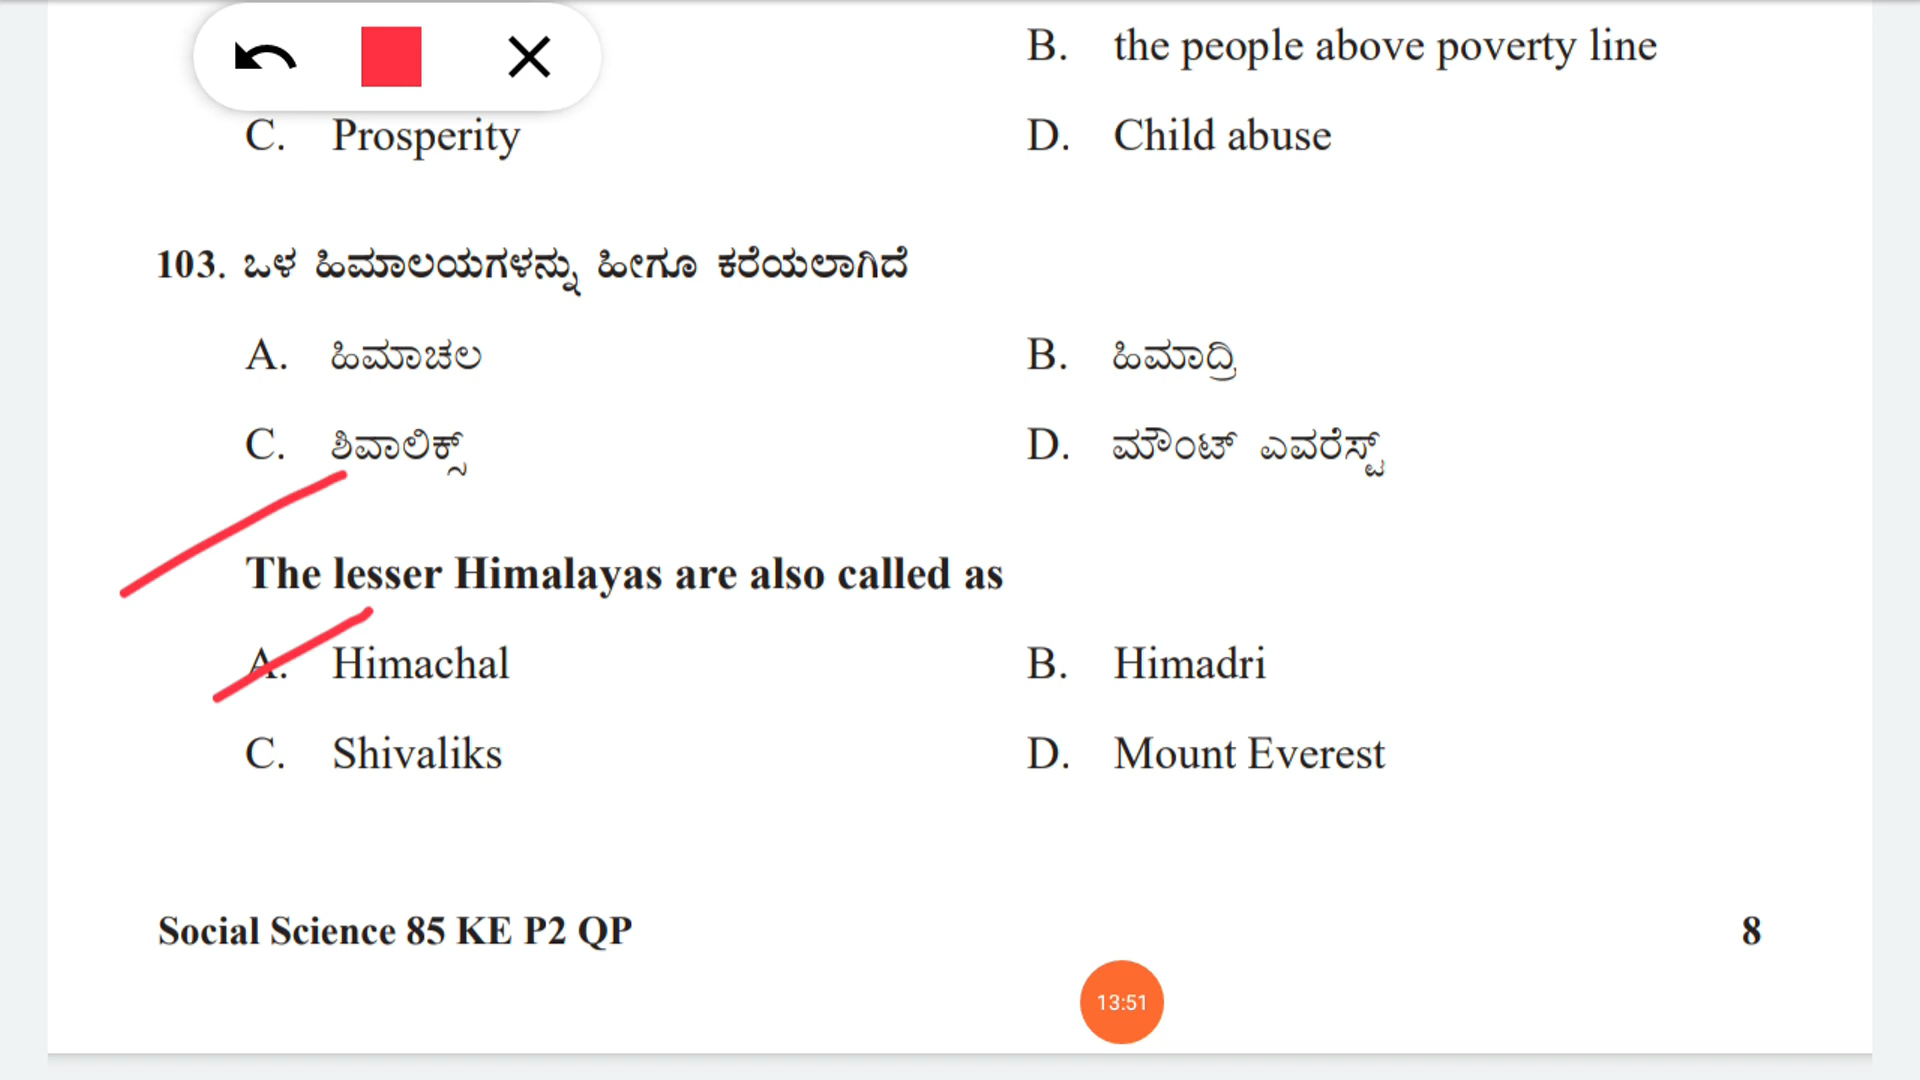 B. the people above poverty line
C. Prosperity D. Child abuse
103. ಒಳ ಹಿಮಾಲಯಗಳನ್ನು ಹೀಗೂ ಕರೆಯಲಾಗಿದೆ
A. ಹಿಮಾಚಲ B. ಹಿಮಾದ್ರಿ
C. ಶಿವಾಲಿಕ್ಸ್ D. ಮೌಂಟ್ ಎವರೆಸ್ಟ್
The lesser Himalayas are also called as
A. Himachal B. Himadri
C. Shivaliks D. Mount Everest
Social Science 85 KE P2 QP 8
13:51